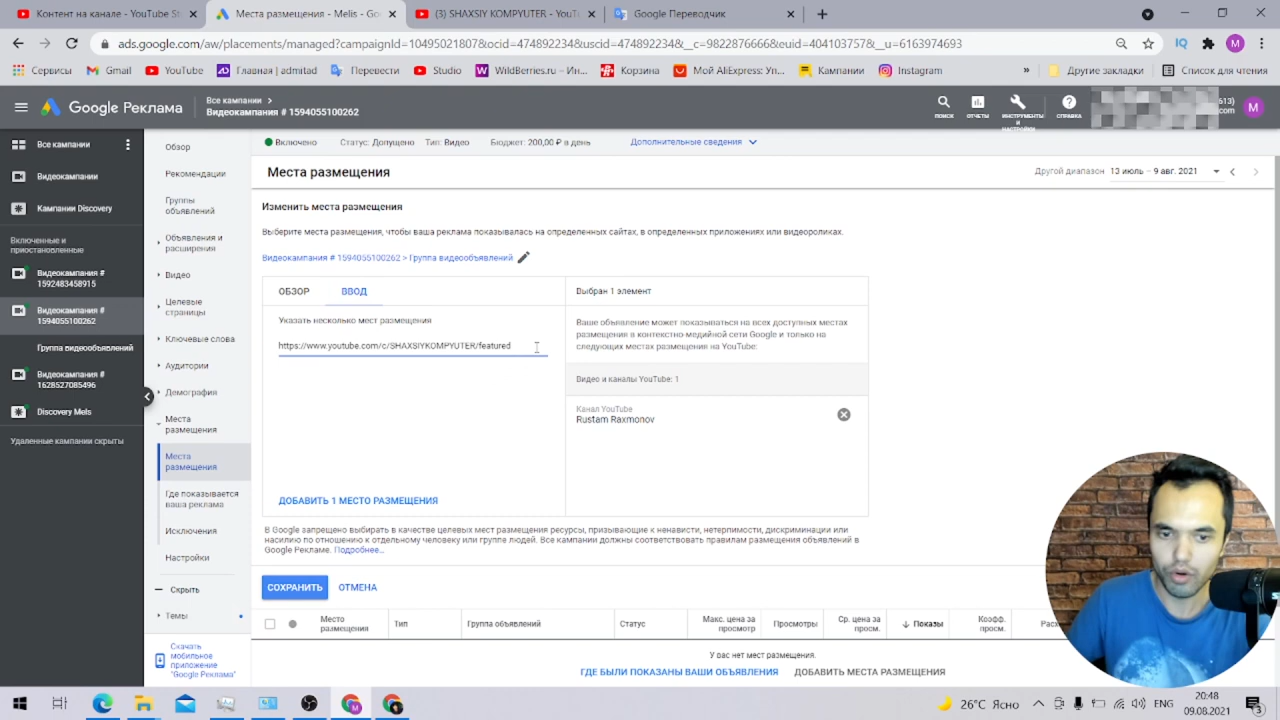 Контент на канале - YouTube St
Места размещения - Melis - Go
(3) SHAXSIY KOMPYUTER - YouTu
Google Переводчик
ads.google.com/aw/placements/managed?campaignId=10495021807&ocid=474892234&uscid=474892234&__c=9822876666&euid=404103757&__u=6163974693
Сервисы
Gmail
YouTube
Главная | admitad
Перевести
Studio
WildBerries.ru – Ин...
Корзина
Мой AliExpress: Уп...
Кампании
Instagram
»
Другие закладки
Список для чтения
Google Реклама
Все кампании >
Видеокампания # 1594055100262
ПОИСК
ОТЧЕТЫ
ИНСТРУМЕНТЫ
И
НАСТРОЙКИ
СПРАВКА
613)
com
M
Все кампании
Видеокампании
Кампании Discovery
Включенные и
приостановленные
Видеокампания #
1592483458915
Видеокампания #
1594055100262
па видеообъявлений
Видеокампания #
1628527085496
Discovery Mels
Удаленные кампании скрыты
Обзор
Рекомендации
Группы
объявлений
Объявления и
расширения
Видео
Целевые
страницы
Ключевые слова
Аудитории
Демография
Места
размещения
Места
размещения
Где показывается
ваша реклама
Исключения
Настройки
Скрыть
Темы
Скачать
мобильное
приложение
"Google Реклама"
Включено
Статус: Допущено
Тип: Видео
Бюджет: 200,00 ₽ в день
Дополнительные сведения
Места размещения
Другой диапазон
13 июль – 9 авг. 2021
Изменить места размещения
Выберите места размещения, чтобы ваша реклама показывалась на определенных сайтах, в определенных приложениях или видеороликах.
Видеокампания # 1594055100262 > Группа видеообъявлений
ОБЗОР
ВВОД
Выбран 1 элемент
Указать несколько мест размещения
https://www.youtube.com/c/SHAXSIYKOMPYUTER/featured
Ваше объявление может показываться на всех доступных местах
размещения в контекстно-медийной сети Google и только на
следующих местах размещения на YouTube:
Видео и каналы YouTube: 1
Канал YouTube
Rustam Raxmonov
ДОБАВИТЬ 1 МЕСТО РАЗМЕЩЕНИЯ
В Google запрещено выбирать в качестве целевых мест размещения ресурсы, призывающие к ненависти, нетерпимости, дискриминации или
насилию по отношению к отдельному человеку или группе людей. Все кампании должны соответствовать правилам размещения объявлений в
Google Рекламе. Подробнее…
СОХРАНИТЬ
ОТМЕНА
Место
размещения
Тип
Группа объявлений
Статус
Макс. цена за
просмотр
Просмотры
Ср. цена за
просм.
Показы
Коэфф.
просм.
Расх
У вас нет мест размещения.
ГДЕ БЫЛИ ПОКАЗАНЫ ВАШИ ОБЪЯВЛЕНИЯ
ДОБАВИТЬ МЕСТА РАЗМЕЩЕНИЯ
26°C Ясно
ENG
20:48
09.08.2021
3